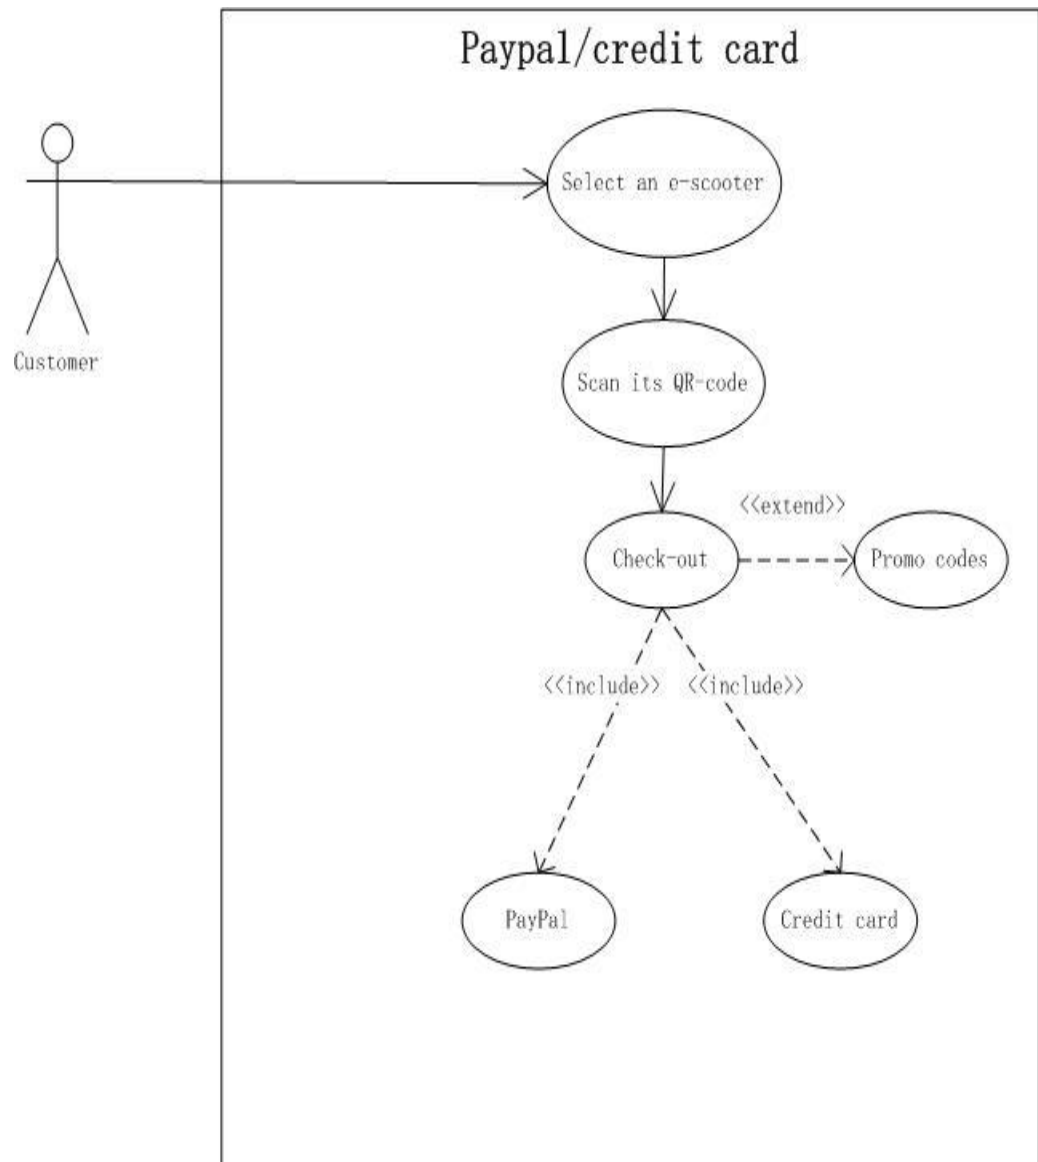 Paypal/credit card
Select an e-scooter
Customer
Scan its QR-code
<<extend>>
Check-out
Promo codes
<<include>>
<<include>>
PayPal
Credit card